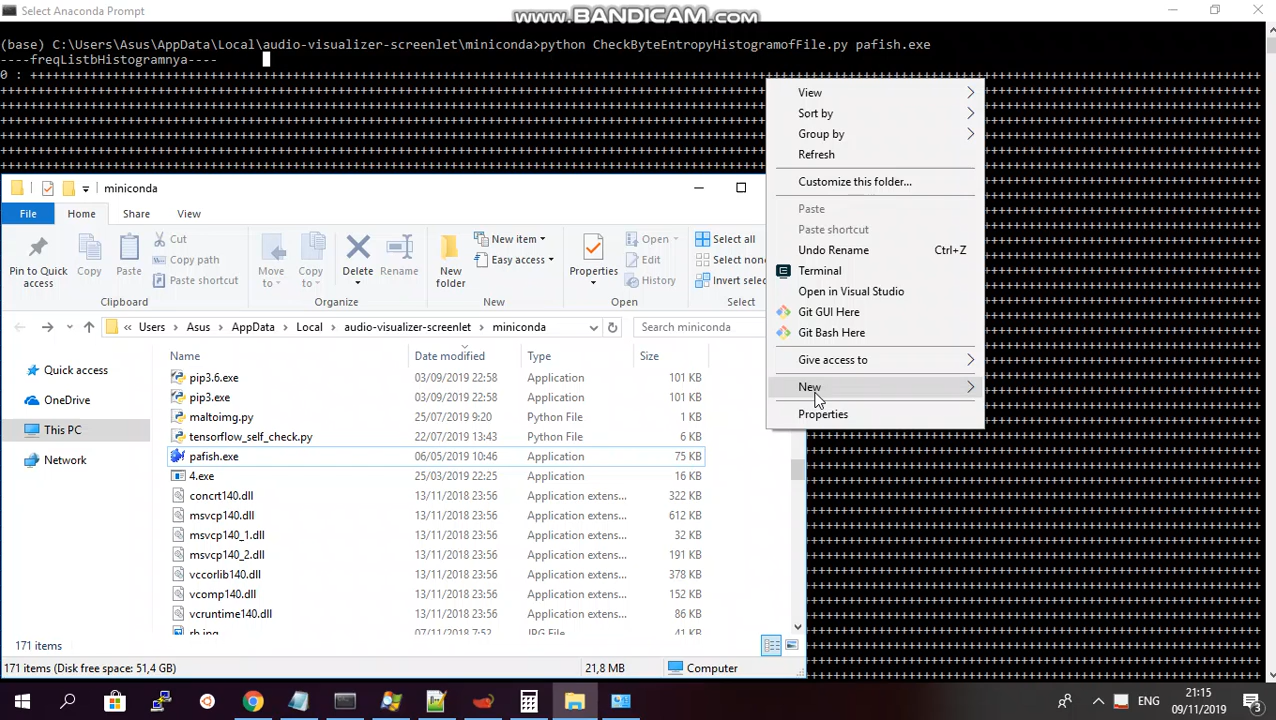 Select Anaconda Prompt
www.BANDICAM.com
(base) C:\Users\Asus\AppData\Local\audio-visualizer-screenlet\miniconda>python CheckByteEntropyHistogramofFile.py pafish.exe
----freqListbHistogramnya----
0 :
miniconda
File Home Share View
Pin to Quick access
Copy
Paste
Cut
Copy path
Paste shortcut
Clipboard
Move to
Copy to
Delete
Rename
Organize
New folder
New item
Easy access
New
Properties
Open
Edit
History
Open
Select all
Select none
Invert selec
Select
Users Asus AppData Local audio-visualizer-screenlet miniconda
Search miniconda
Quick access
OneDrive
This PC
Network
Name Date modified Type Size
pip3.6.exe 03/09/2019 22:58 Application 101 KB
pip3.exe 03/09/2019 22:58 Application 101 KB
maltoimg.py 25/07/2019 9:20 Python File 1 KB
tensorflow_self_check.py 22/07/2019 13:43 Python File 6 KB
pafish.exe 06/05/2019 10:46 Application 75 KB
4.exe 25/03/2019 22:25 Application 16 KB
concrt140.dll 13/11/2018 23:56 Application extens... 322 KB
msvcp140.dll 13/11/2018 23:56 Application extens... 612 KB
msvcp140_1.dll 13/11/2018 23:56 Application extens... 32 KB
msvcp140_2.dll 13/11/2018 23:56 Application extens... 191 KB
vccorlib140.dll 13/11/2018 23:56 Application extens... 378 KB
vcomp140.dll 13/11/2018 23:56 Application extens... 152 KB
vcruntime140.dll 13/11/2018 23:56 Application extens... 86 KB
rb.jpg 07/11/2018 7:52 JPG File 41 KB
171 items
171 items (Disk free space: 51,4 GB) 21,8 MB Computer
View
Sort by
Group by
Refresh
Customize this folder...
Paste
Paste shortcut
Undo Rename Ctrl+Z
Terminal
Open in Visual Studio
Git GUI Here
Git Bash Here
Give access to
New
Properties
ENG
21:15
09/11/2019
3